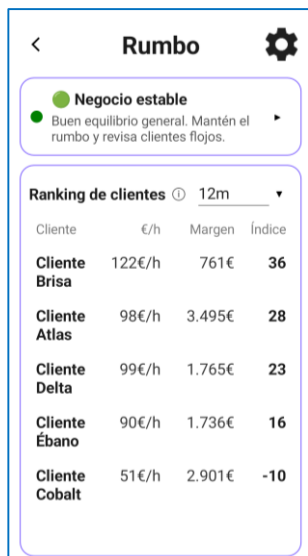 Rumbo
Negocio estable
Buen equilibrio general. Mantén el
rumbo y revisa clientes flojos.
Ranking de clientes 12m
Cliente €/h Margen Índice
Cliente 122€/h 761€ 36
Brisa
Cliente 98€/h 3.495€ 28
Atlas
Cliente 99€/h 1.765€ 23
Delta
Cliente 90€/h 1.736€ 16
Ébano
Cliente 51€/h 2.901€ -10
Cobalt